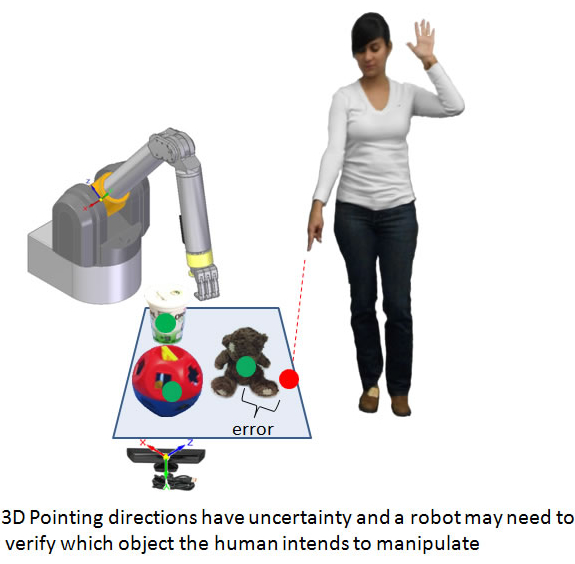 z
x
error
x
z
3D Pointing directions have uncertainty and a robot may need to
verify which object the human intends to manipulate